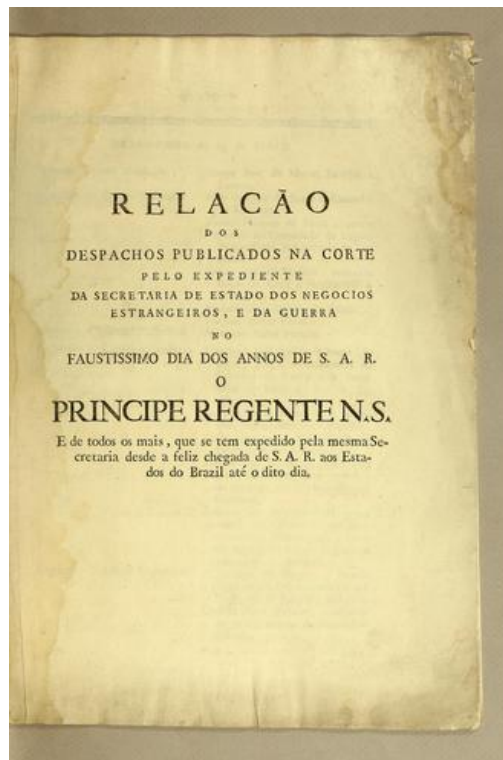 RELACÃO
DOS
DESPACHOS PUBLICADOS NA CORTE
PELO EXPEDIENTE
DA SECRETARIA DE ESTADO DOS NEGOCIOS
ESTRANGEIROS, E DA GUERRA
NO
FAUSTISSIMO DIA DOS ANNOS DE S. A. R.
O
PRINCIPE REGENTE N.S.
E de todos os mais, que se tem expedido pela mesma Se-
cretaria desde a feliz chegada de S. A. R. aos Esta-
dos do Brazil até o dito dia.